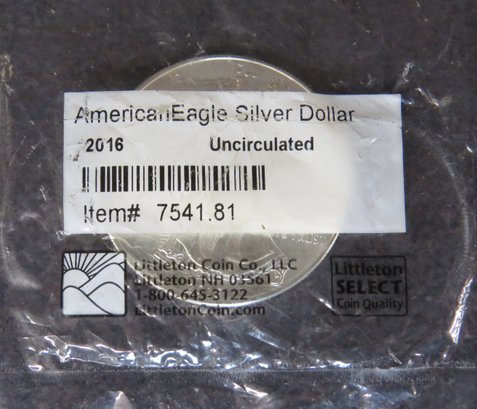 AmericanEagle Silver Dollar
2016 Uncirculated
Item# 7541.81
Littleton Coin Co., LLC
Littleton NH 03561
1-800-645-3122
LittletonCoin.com
Littleton
SELECT
Coin Quality